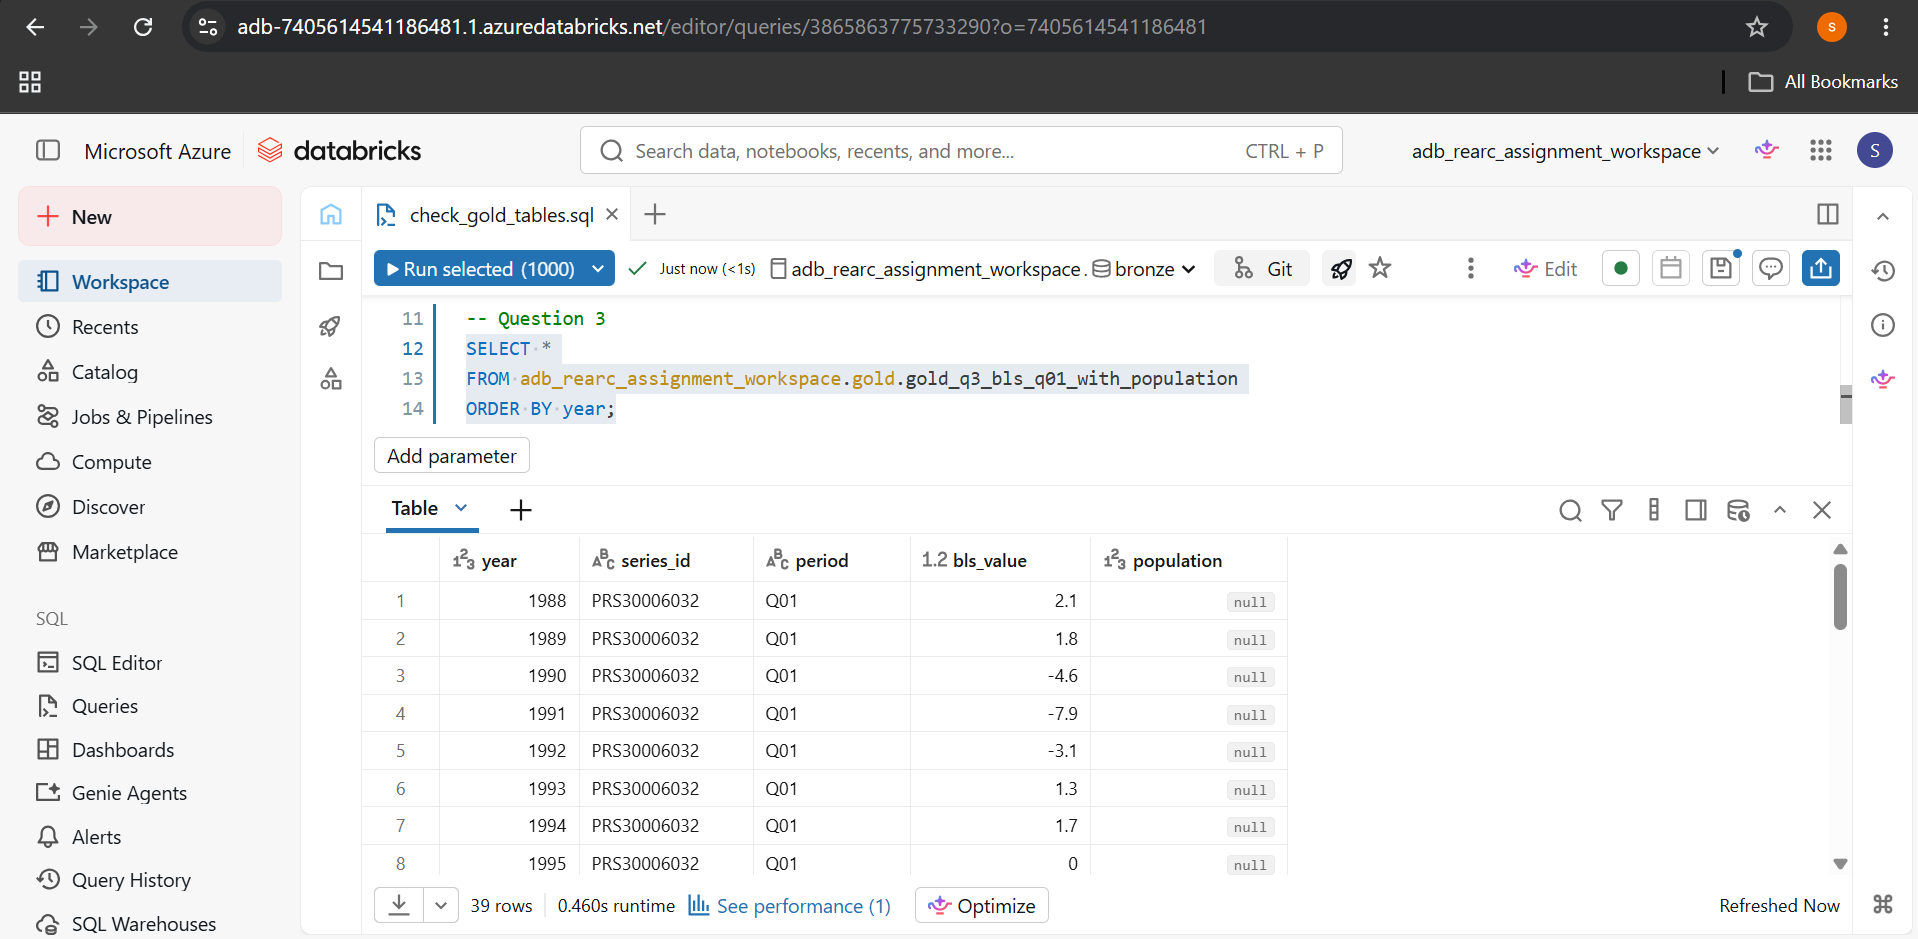 adb-7405614541186481.1.azuredatabricks.net/editor/queries/3865863775733290?o=7405614541186481
S
All Bookmarks
Microsoft Azure
databricks
Search data, notebooks, recents, and more...
CTRL + P
adb_rearc_assignment_workspace
S
New
Workspace
Recents
Catalog
Jobs & Pipelines
Compute
Discover
Marketplace
SQL
SQL Editor
Queries
Dashboards
Genie Agents
Alerts
Query History
SQL Warehouses
check_gold_tables.sql
Run selected (1000)
Just now (<1s)
adb_rearc_assignment_workspace. bronze
Git
Edit
11 -- Question 3
12 SELECT *
13 FROM adb_rearc_assignment_workspace.gold.gold_q3_bls_q01_with_population
14 ORDER BY year;
Add parameter
Table
year series_id period 1.2 bls_value population
1 1988 PRS30006032 Q01 2.1 null
2 1989 PRS30006032 Q01 1.8 null
3 1990 PRS30006032 Q01 -4.6 null
4 1991 PRS30006032 Q01 -7.9 null
5 1992 PRS30006032 Q01 -3.1 null
6 1993 PRS30006032 Q01 1.3 null
7 1994 PRS30006032 Q01 1.7 null
8 1995 PRS30006032 Q01 0 null
39 rows
0.460s runtime
See performance (1)
Optimize
Refreshed Now